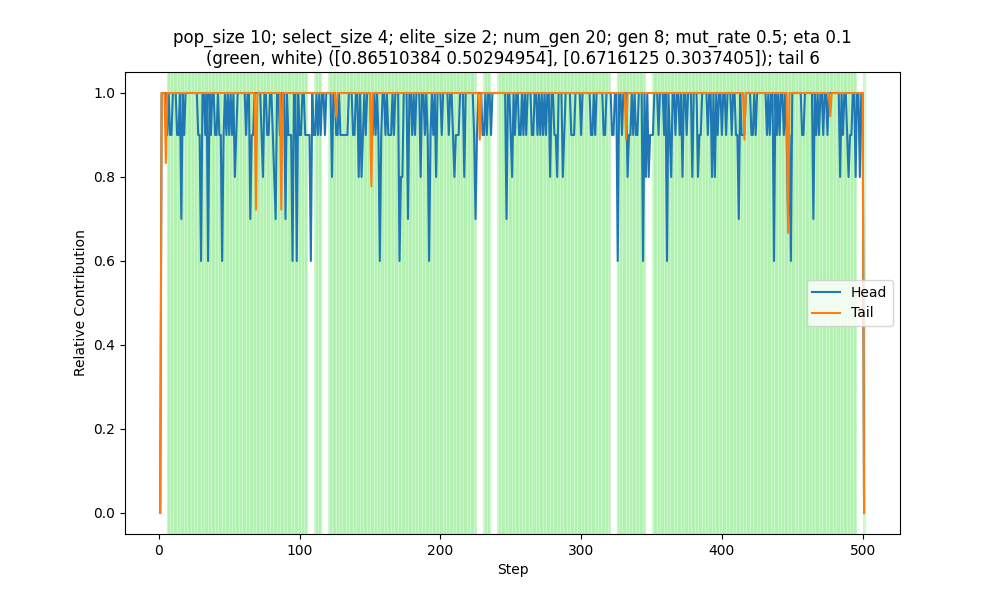 pop_size 10; select_size 4; elite_size 2; num_gen 20; gen 8; mut_rate 0.5; eta 0.1
(green, white) ([0.86510384 0.50294954], [0.6716125 0.3037405]); tail 6
1.0
0.8
0.6
0.4
0.2
0.0
Relative Contribution
Head
Tail
0 100 200 300 400 500
Step